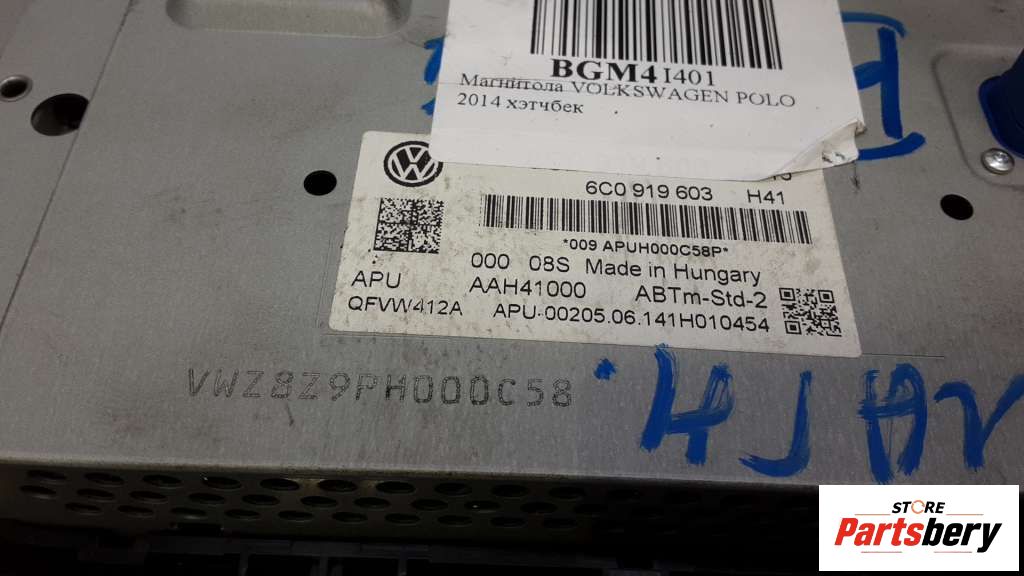 BGM4I401
Магнитола VOLKSWAGEN POLO
2014 хэтчбек
6C0 919 603 H41
*009 APUH000C58P*
000 08S Made in Hungary
APU AAH41000 ABTm-Std-2
QFVW412A APU-00205.06.141H010454
VWZ8Z9PH000C58
STORE
Partsbery